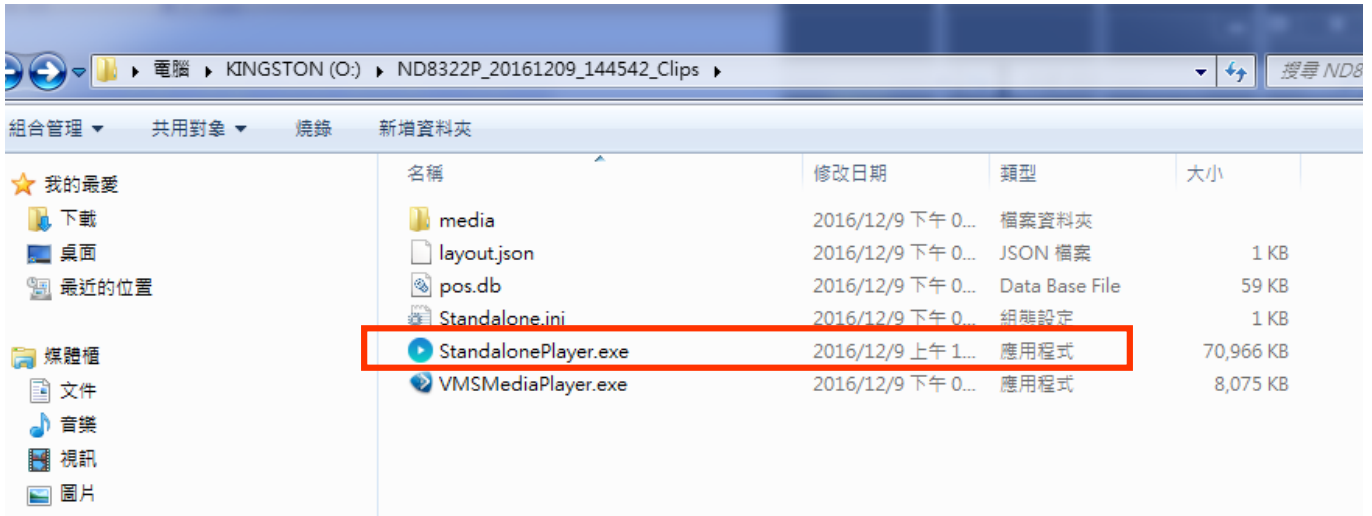 電腦 KINGSTON (O:) ND8322P_20161209_144542_Clips 搜尋 ND8
組合管理 共用對象 燒錄 新增資料夾
名稱 修改日期 類型 大小
我的最愛
下載
桌面
最近的位置
媒體櫃
文件
音樂
視訊
圖片
media 2016/12/9 下午 0... 檔案資料夾
layout.json 2016/12/9 下午 0... JSON 檔案 1 KB
pos.db 2016/12/9 下午 0... Data Base File 59 KB
Standalone.ini 2016/12/9 下午 0... 組態設定 1 KB
StandalonePlayer.exe 2016/12/9 上午 1... 應用程式 70,966 KB
VMSMediaPlayer.exe 2016/12/9 下午 0... 應用程式 8,075 KB